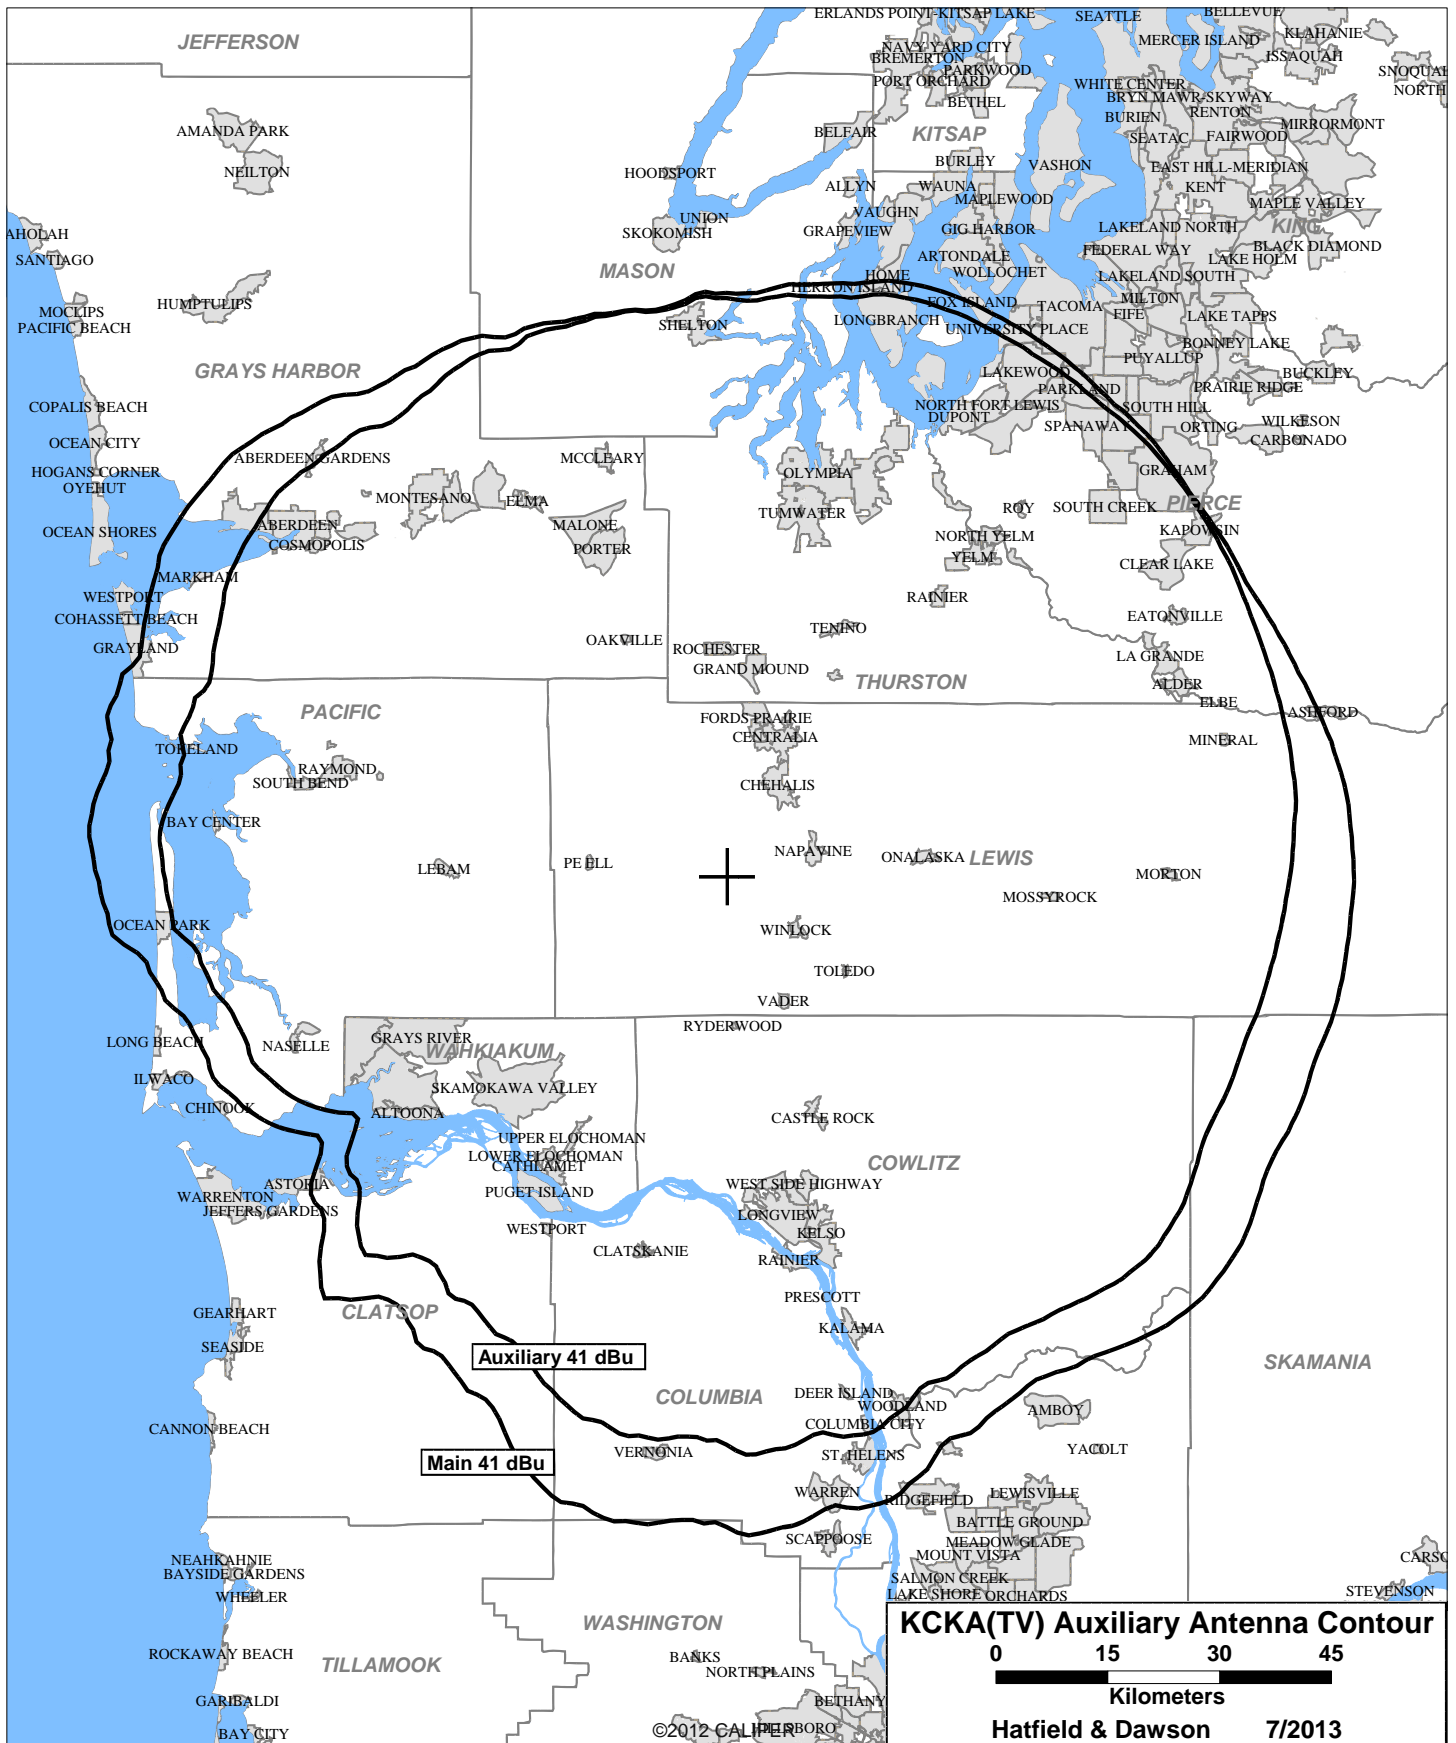 ERLANDS POINT-KITSAP LAKE
SEATTLE
BELLEVUE
JEFFERSON
NAVY YARD CITY
MERCER ISLAND
KLAHANIE
BREMERTON
ISSAQUAH
PARKWOOD
SNOQUAL
PORT ORCHARD
WHITE CENTER
NORTH
BETHEL
BRYN MAWR-SKYWAY
RENTON
BURIEN
MIRRORMONT
AMANDA PARK
BELFAIR
KITSAP
SEATAC
FAIRWOOD
BURLEY
VASHON
EAST HILL-MERIDIAN
NEILTON
HOODSPORT
ALLYN
WAUNA
KENT
MAPLEWOOD
MAPLE VALLEY
VAUGHN
UNION
AHOLAH
SKOKOMISH
GRAPEVIEW
GIG HARBOR
LAKELAND NORTH
KING
SANTIAGO
ARTONDALE
FEDERAL WAY
BLACK DIAMOND
LAKE HOLM
MASON
HOME
WOLLOCHET
LAKELAND SOUTH
HERRON ISLAND
HUMPTULIPS
FOX ISLAND
TACOMA
MILTON
MOCLIPS
FIFE
LAKE TAPPS
PACIFIC BEACH
SHELTON
LONGBRANCH
UNIVERSITY PLACE
BONNEY LAKE
PUYALLUP
GRAYS HARBOR
LAKEWOOD
BUCKLEY
PARKLAND
PRAIRIE RIDGE
COPALIS BEACH
NORTH FORT LEWIS
SOUTH HILL
DUPONT
SPANAWAY
ORTING
WILKESON
OCEAN CITY
CARBONADO
ABERDEEN GARDENS
MCCLEARY
HOGANS CORNER
OLYMPIA
GRAHAM
OYEHUT
MONTESANO
ELMA
PIERCE
ROY
SOUTH CREEK
TUMWATER
OCEAN SHORES
ABERDEEN
MALONE
KAPOWSIN
COSMOPOLIS
NORTH YELM
PORTER
YELM
CLEAR LAKE
MARKHAM
WESTPORT
RAINIER
COHASSETT BEACH
EATONVILLE
TENINO
GRAYLAND
OAKVILLE
ROCHESTER
LA GRANDE
GRAND MOUND
THURSTON
ALDER
ELBE
PACIFIC
FORDS PRAIRIE
ASHFORD
CENTRALIA
MINERAL
TOKELAND
RAYMOND
SOUTH BEND
CHEHALIS
BAY CENTER
NAPAVINE
ONALASKA
LEWIS
LEBAM
PE ELL
MORTON
MOSSYROCK
OCEAN PARK
WINLOCK
TOLEDO
VADER
RYDERWOOD
LONG BEACH
NASELLE
GRAYS RIVER
WAHKIAKUM
ILWACO
SKAMOKAWA VALLEY
CHINOOK
ALTOONA
CASTLE ROCK
UPPER ELOCHOMAN
LOWER ELOCHOMAN
COWLITZ
CATHLAMET
ASTORIA
WEST SIDE HIGHWAY
WARRENTON
PUGET ISLAND
JEFFERS GARDENS
LONGVIEW
WESTPORT
KELSO
CLATSKANIE
RAINIER
PRESCOTT
GEARHART
CLATSOP
KALAMA
SEASIDE
Auxiliary 41 dBu
SKAMANIA
COLUMBIA
DEER ISLAND
WOODLAND
AMBOY
CANNON BEACH
COLUMBIA CITY
VERNONIA
ST. HELENS
YACOLT
Main 41 dBu
WARREN
RIDGEFIELD
LEWISVILLE
BATTLE GROUND
SCAPPOOSE
MEADOW GLADE
NEAHKAHNIE
MOUNT VISTA
CARSO
BAYSIDE GARDENS
SALMON CREEK
WHEELER
LAKE SHORE
ORCHARDS
STEVENSON
WASHINGTON
KCKA(TV) Auxiliary Antenna Contour
ROCKAWAY BEACH
TILLAMOOK
BANKS
NORTH PLAINS
0 15 30 45
Kilometers
GARIBALDI
BETHANY
BAY CITY
©2012 CALIPER
HILLSBORO
Hatfield & Dawson 7/2013